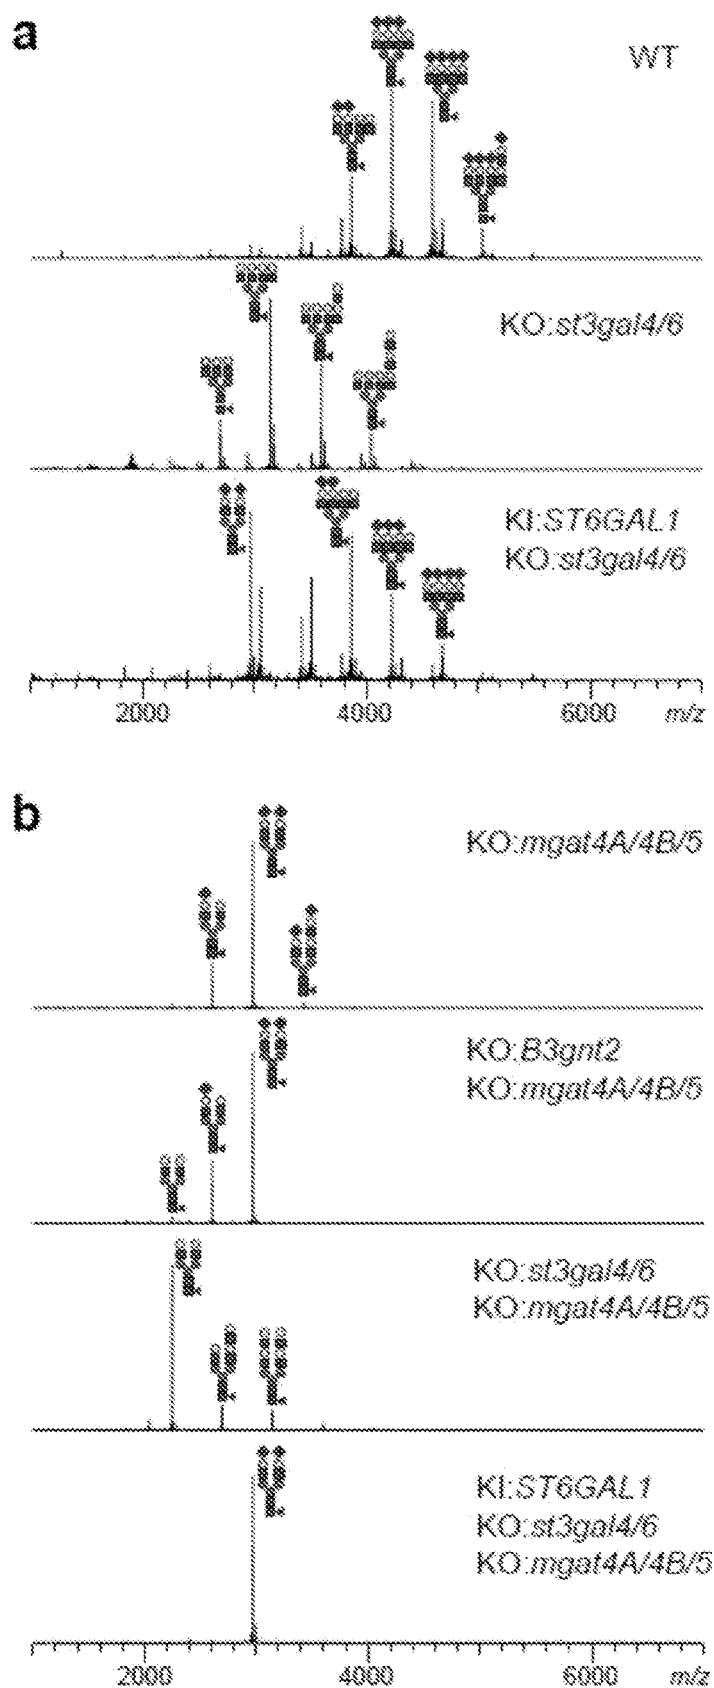 a
WT
KO:st3gal4/6
KI:ST6GAL1
KO:st3gal4/6
2000 4000 6000 m/z
b
KO:mgat4A/4B/5
KO:B3gnt2
KO:mgat4A/4B/5
KO:st3gal4/6
KO:mgat4A/4B/5
KI:ST6GAL1
KO:st3gal4/6
KO:mgat4A/4B/5
2000 4000 6000 m/z